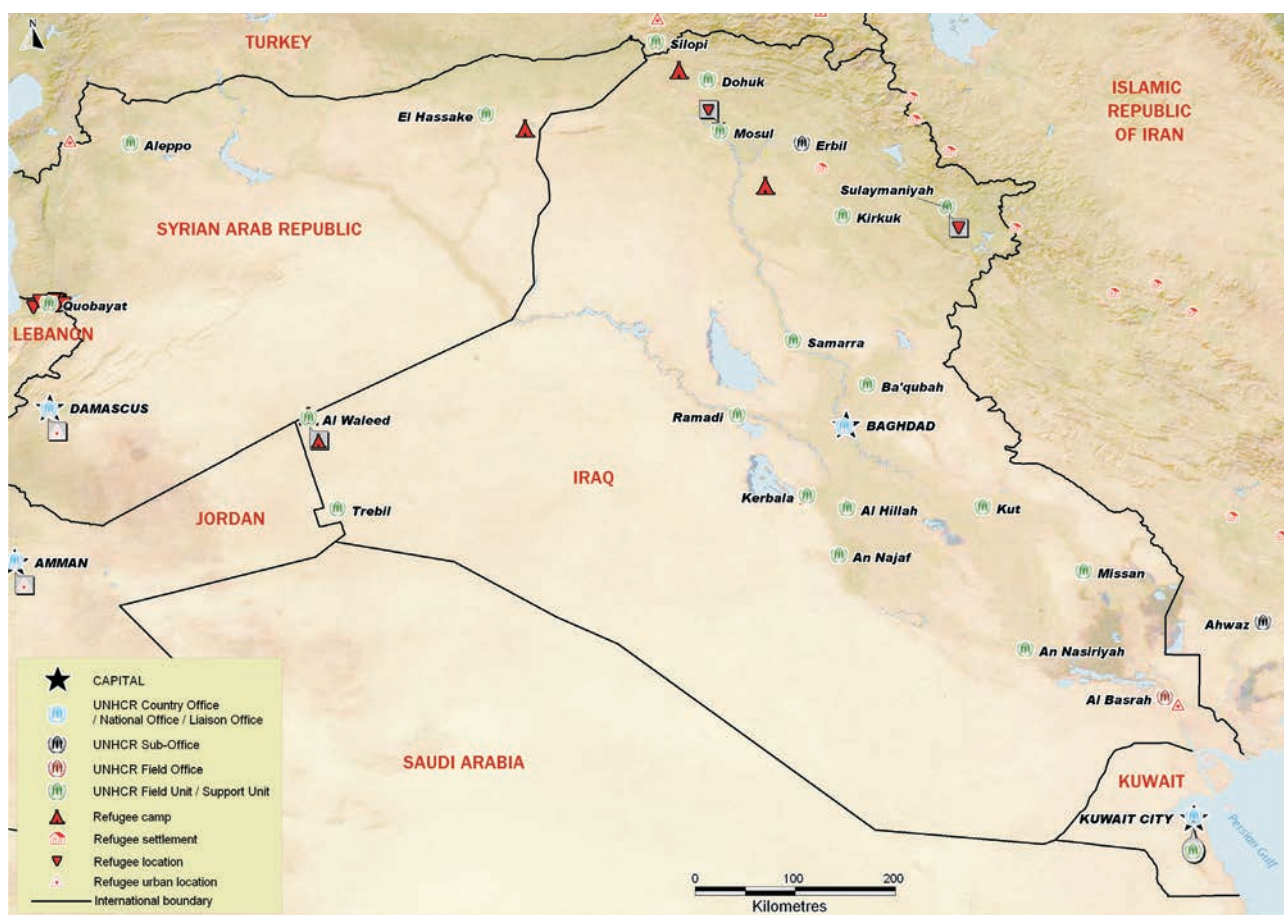 N
TURKEY
Silopi
Dohuk
ISLAMIC
REPUBLIC
OF IRAN
El Hassake
Mosul
Aleppo
Erbil
Sulaymaniyah
Kirkuk
SYRIAN ARAB REPUBLIC
Quobayat
LEBANON
Samarra
Ba'qubah
DAMASCUS
Al Waleed
Ramadi
BAGHDAD
IRAQ
Kerbala
JORDAN
Trebil
Al Hillah
Kut
AMMAN
An Najaf
Missan
Ahwaz
An Nasiriyah
Al Basrah
SAUDI ARABIA
KUWAIT
KUWAIT CITY
Persian Gulf
CAPITAL
UNHCR Country Office
/ National Office / Liaison Office
UNHCR Sub-Office
UNHCR Field Office
UNHCR Field Unit / Support Unit
Refugee camp
Refugee settlement
Refugee location
Refugee urban location
International boundary
0 100 200
Kilometres